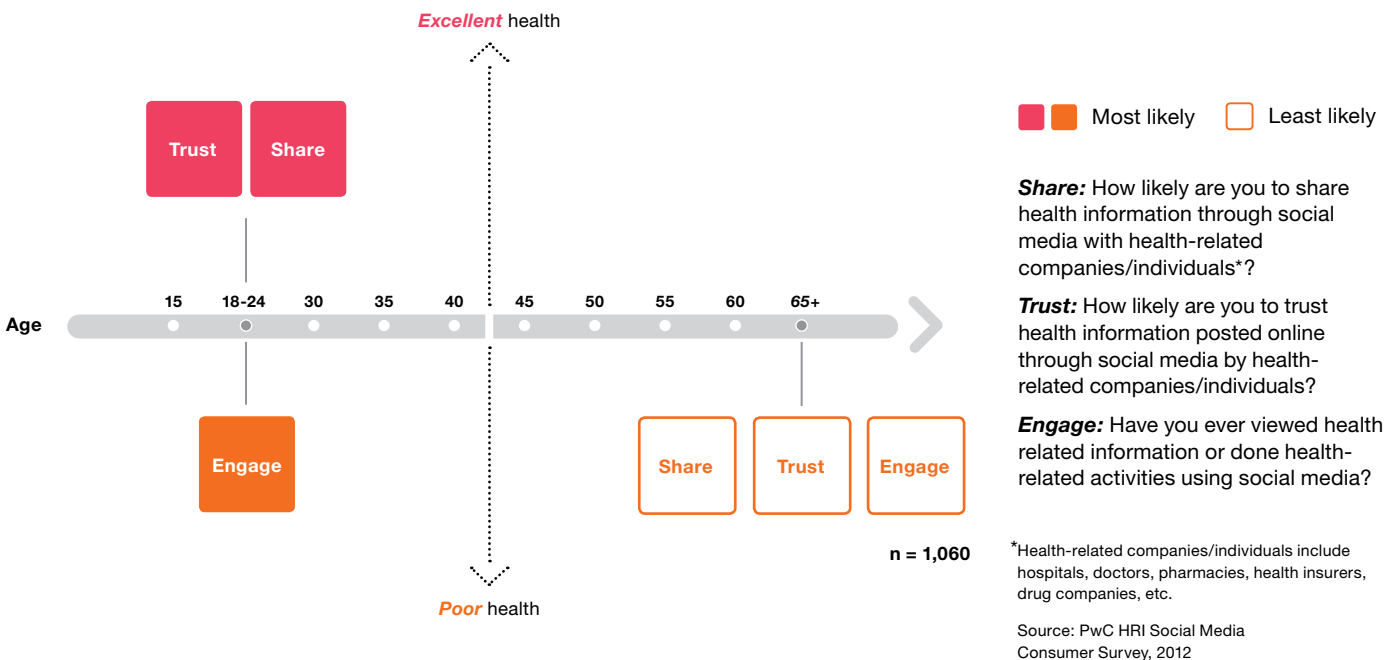 Excellent health
Trust
Share
Most likely
Least likely
Share: How likely are you to share
health information through social
media with health-related
companies/individuals*?
15 18-24 30 35 40 45 50 55 60 65+
Age
Trust: How likely are you to trust
health information posted online
through social media by health-
related companies/individuals?
Engage
Share
Trust
Engage
Engage: Have you ever viewed health
related information or done health-
related activities using social media?
n = 1,060
Poor health
*Health-related companies/individuals include
hospitals, doctors, pharmacies, health insurers,
drug companies, etc.
Source: PwC HRI Social Media
Consumer Survey, 2012